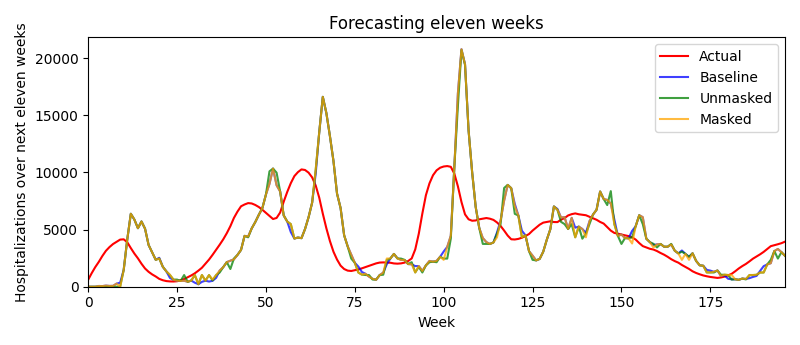 Forecasting eleven weeks
Hospitalizations over next eleven weeks
20000
15000
10000
5000
0
Actual
Baseline
Unmasked
Masked
0 25 50 75 100 125 150 175
Week